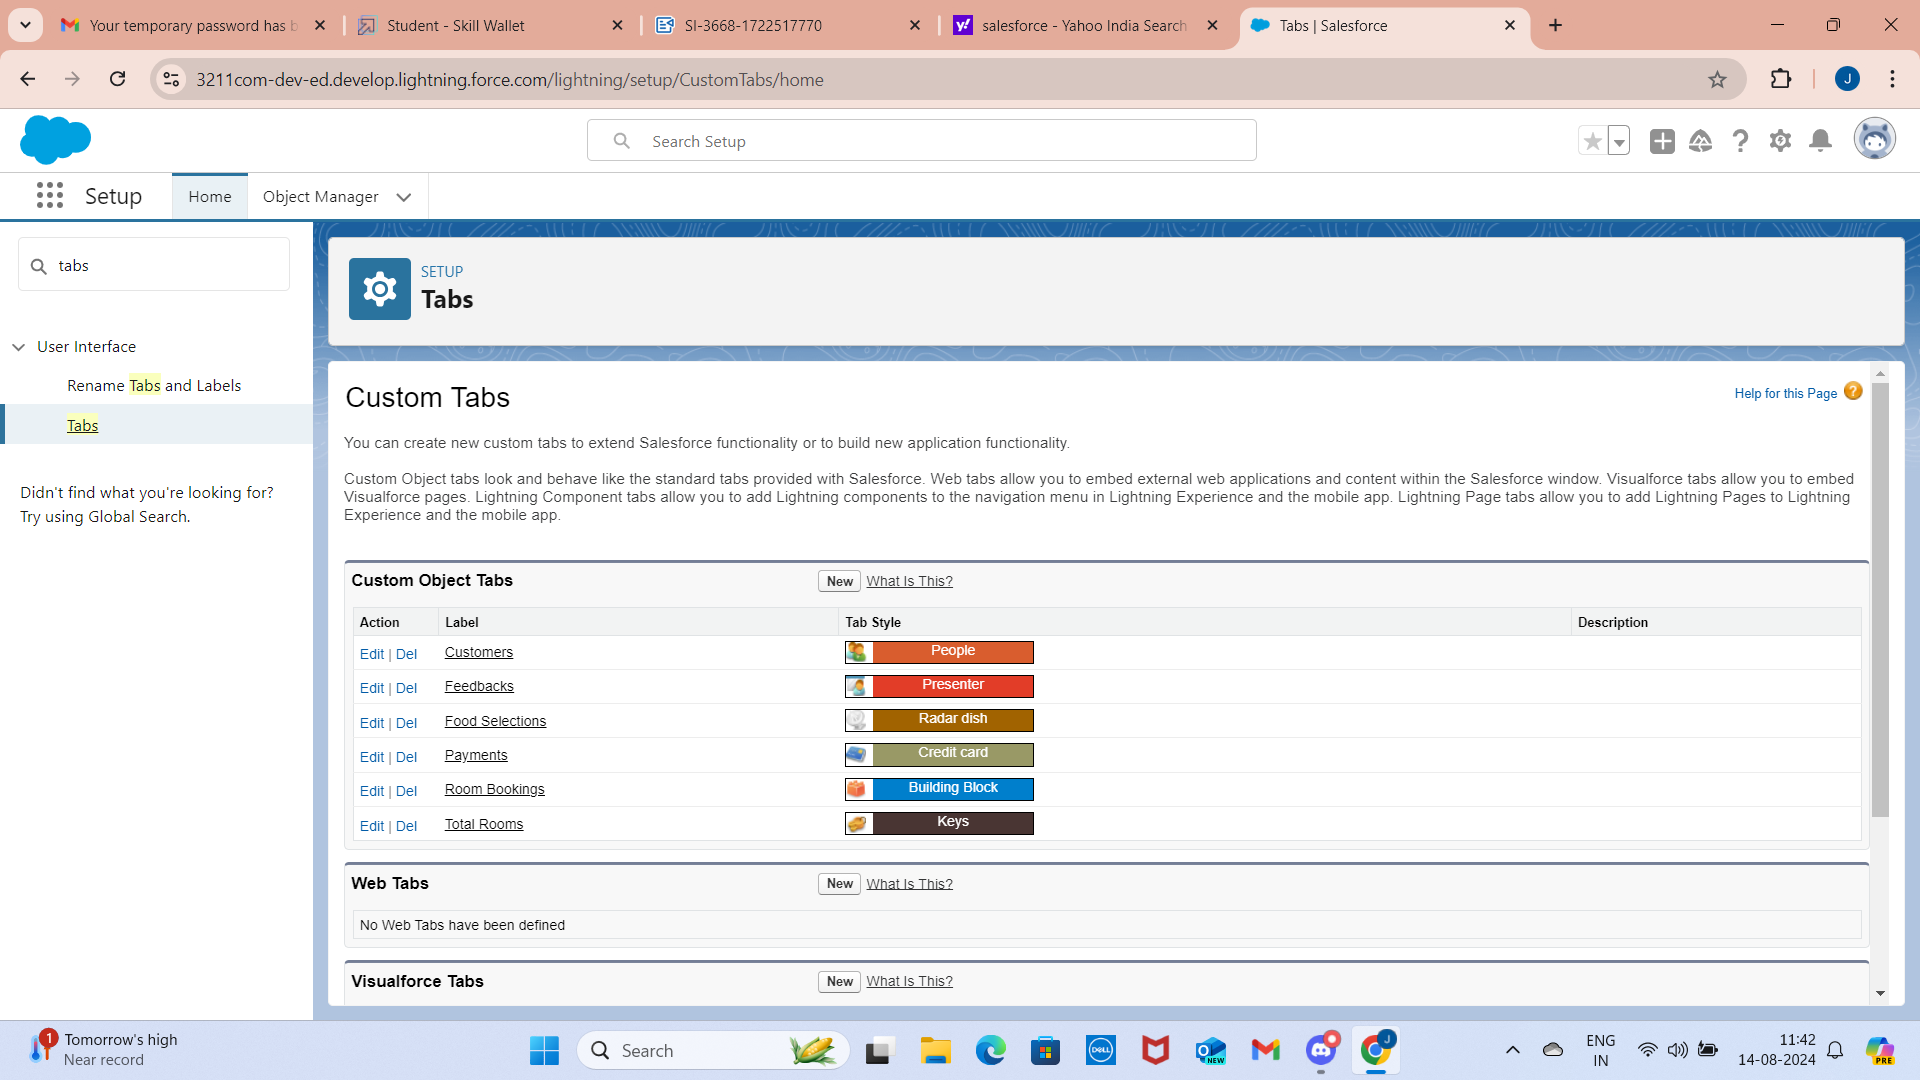 Your temporary password has b
Student - Skill Wallet
SI-3668-1722517770
salesforce - Yahoo India Search
Tabs | Salesforce
3211com-dev-ed.develop.lightning.force.com/lightning/setup/CustomTabs/home
J
Search Setup
Setup
Home
Object Manager
tabs
User Interface
Rename Tabs and Labels
Tabs
Didn't find what you're looking for?
Try using Global Search.
SETUP
Tabs
Custom Tabs
Help for this Page ?
You can create new custom tabs to extend Salesforce functionality or to build new application functionality.
Custom Object tabs look and behave like the standard tabs provided with Salesforce. Web tabs allow you to embed external web applications and content within the Salesforce window. Visualforce tabs allow you to embed
Visualforce pages. Lightning Component tabs allow you to add Lightning components to the navigation menu in Lightning Experience and the mobile app. Lightning Page tabs allow you to add Lightning Pages to Lightning
Experience and the mobile app.
Custom Object Tabs New What Is This?
Action Label Tab Style Description
Edit | Del Customers People
Edit | Del Feedbacks Presenter
Edit | Del Food Selections Radar dish
Edit | Del Payments Credit card
Edit | Del Room Bookings Building Block
Edit | Del Total Rooms Keys
Web Tabs New What Is This?
No Web Tabs have been defined
Visualforce Tabs New What Is This?
1
Tomorrow's high
Near record
Search
DELL
NEW
J
ENG
IN
11:42
14-08-2024
PRE